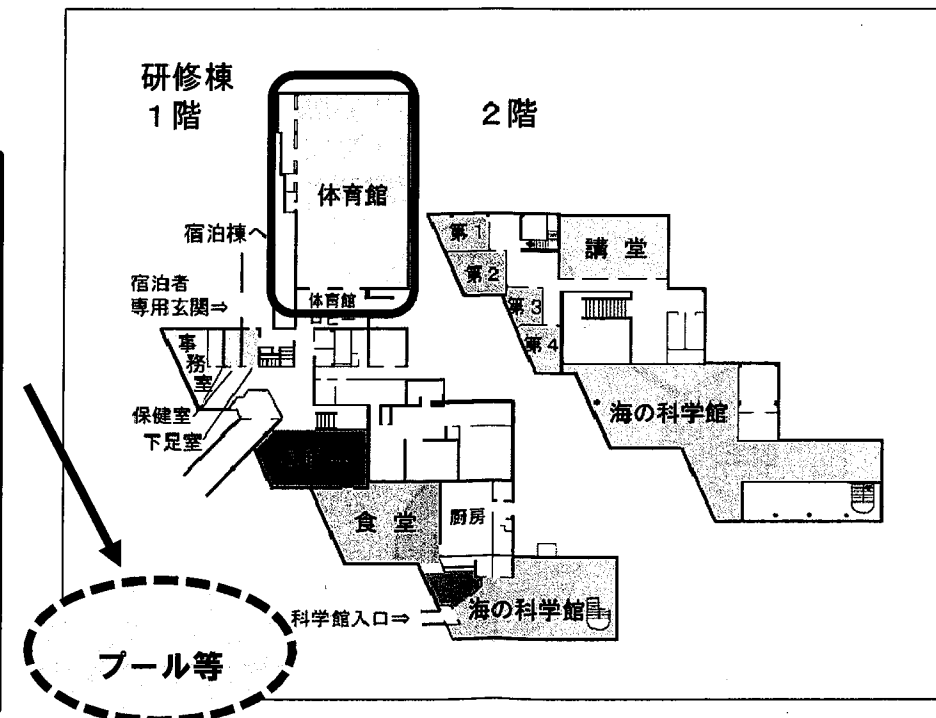 研修棟
1階
2階
体育館
宿泊棟へ
宿泊者
専用玄関⇒
体育館
ロビー
事務室
保健室
下足室
食堂
厨房
科学館入口⇒
海の科学館
プール等
第1
第2
第3
第4
講堂
海の科学館